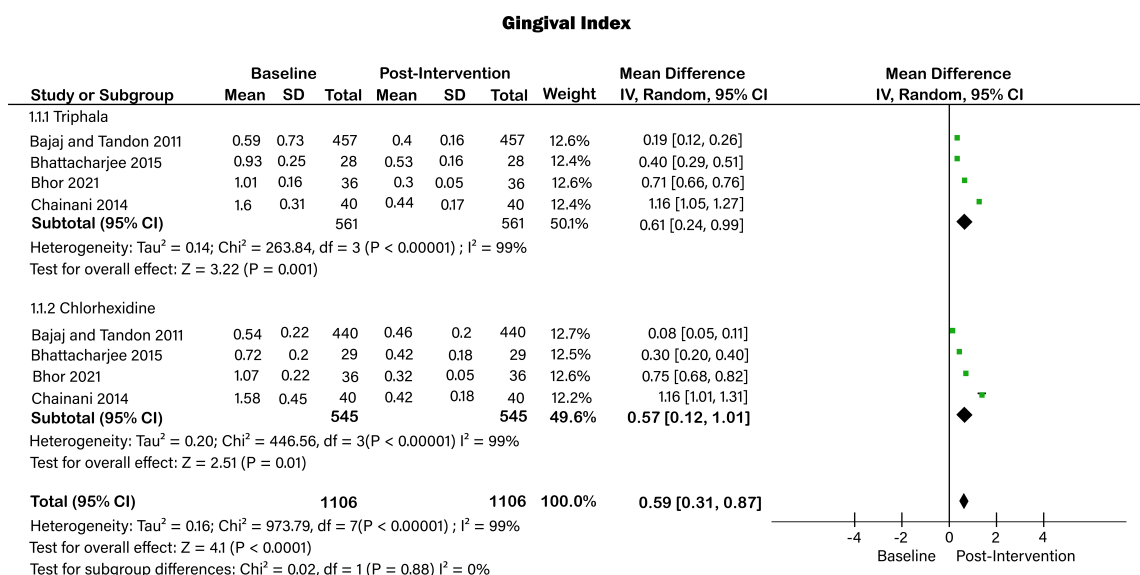 Gingival Index
Baseline Post-Intervention Mean Difference Mean Difference
Study or Subgroup Mean SD Total Mean SD Total Weight IV, Random, 95% CI IV, Random, 95% CI
1.1.1 Triphala
Bajaj and Tandon 2011 0.59 0.73 457 0.4 0.16 457 12.6% 0.19 [0.12, 0.26]
Bhattacharjee 2015 0.93 0.25 28 0.53 0.16 28 12.4% 0.40 [0.29, 0.51]
Bhor 2021 1.01 0.16 36 0.3 0.05 36 12.6% 0.71 [0.66, 0.76]
Chainani 2014 1.6 0.31 40 0.44 0.17 40 12.4% 1.16 [1.05, 1.27]
Subtotal (95% CI) 561 561 50.1% 0.61 [0.24, 0.99]
Heterogeneity: Tau² = 0.14; Chi² = 263.84, df = 3 (P < 0.00001) ; I² = 99%
Test for overall effect: Z = 3.22 (P = 0.001)
1.1.2 Chlorhexidine
Bajaj and Tandon 2011 0.54 0.22 440 0.46 0.2 440 12.7% 0.08 [0.05, 0.11]
Bhattacharjee 2015 0.72 0.2 29 0.42 0.18 29 12.5% 0.30 [0.20, 0.40]
Bhor 2021 1.07 0.22 36 0.32 0.05 36 12.6% 0.75 [0.68, 0.82]
Chainani 2014 1.58 0.45 40 0.42 0.18 40 12.2% 1.16 [1.01, 1.31]
Subtotal (95% CI) 545 545 49.6% 0.57 [0.12, 1.01]
Heterogeneity: Tau² = 0.20; Chi² = 446.56, df = 3(P < 0.00001) I² = 99%
Test for overall effect: Z = 2.51 (P = 0.01)
Total (95% CI) 1106 1106 100.0% 0.59 [0.31, 0.87]
Heterogeneity: Tau² = 0.16; Chi² = 973.79, df = 7(P < 0.00001) ; I² = 99%
Test for overall effect: Z = 4.1 (P < 0.0001)
Test for subgroup differences: Chi² = 0.02, df = 1 (P = 0.88) I² = 0%
-4 -2 0 2 4
Baseline Post-Intervention